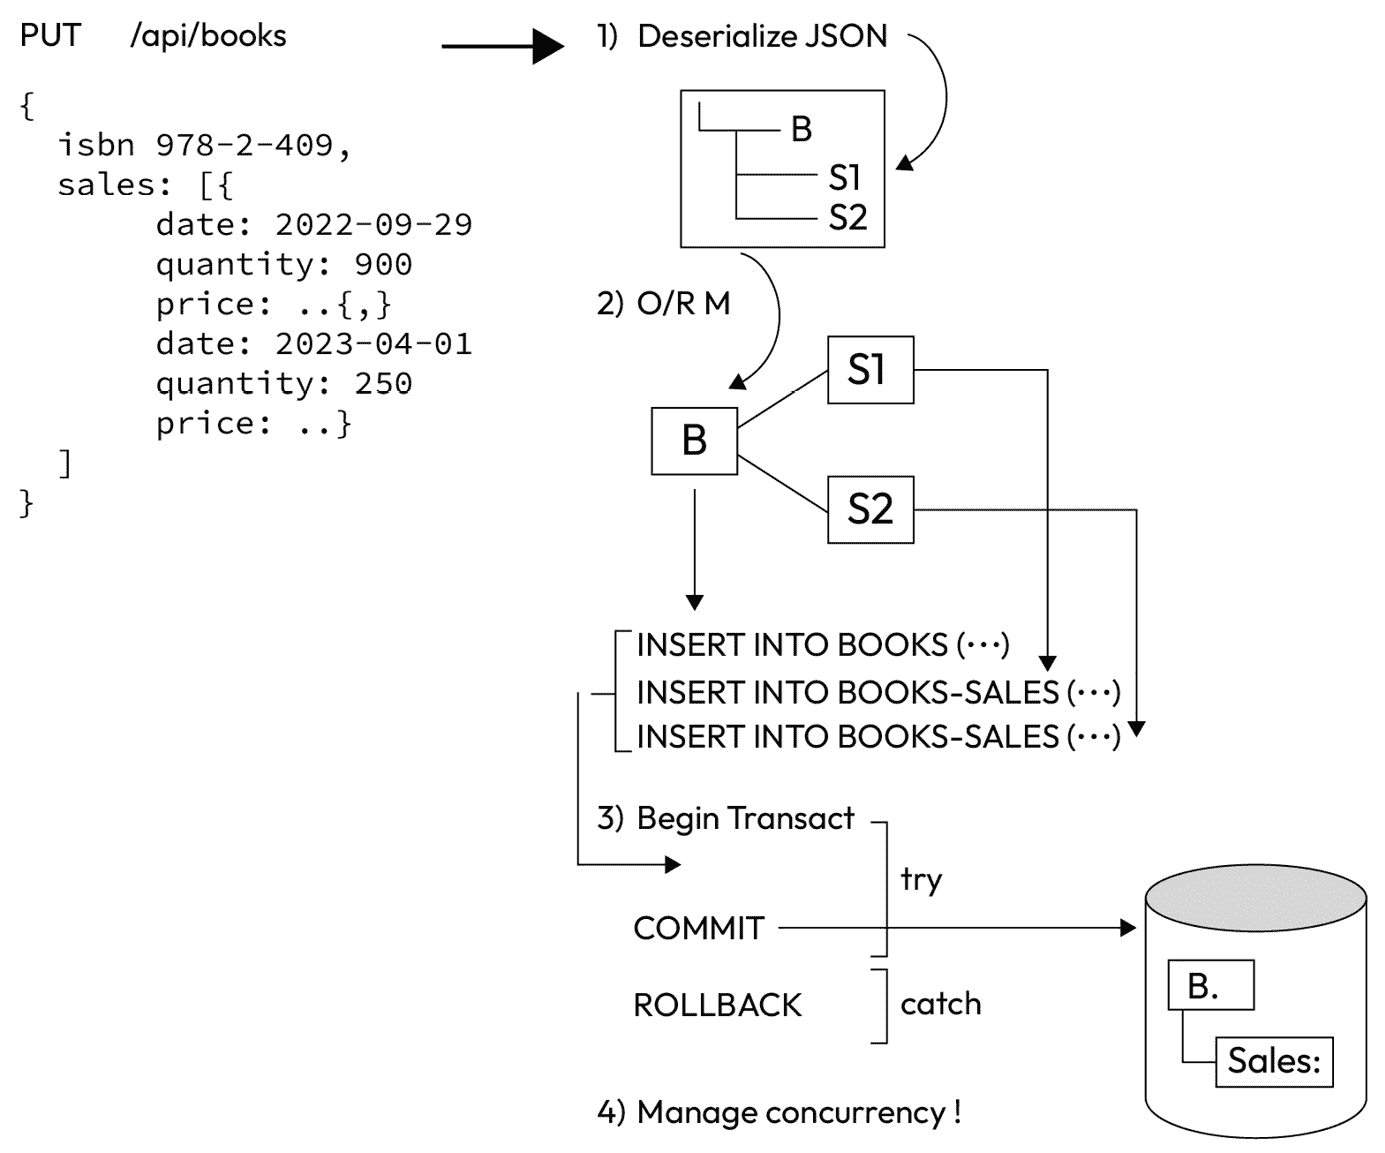 PUT /api/books
{
isbn 978-2-409,
sales: [{
date: 2022-09-29
quantity: 900
price: ..{,}
date: 2023-04-01
quantity: 250
price: ..}
]
}
1) Deserialize JSON
B
S1
S2
2) O/R M
S1
B
S2
INSERT INTO BOOKS (···)
INSERT INTO BOOKS-SALES (···)
INSERT INTO BOOKS-SALES (···)
3) Begin Transact
try
COMMIT
ROLLBACK
catch
B.
Sales:
4) Manage concurrency !